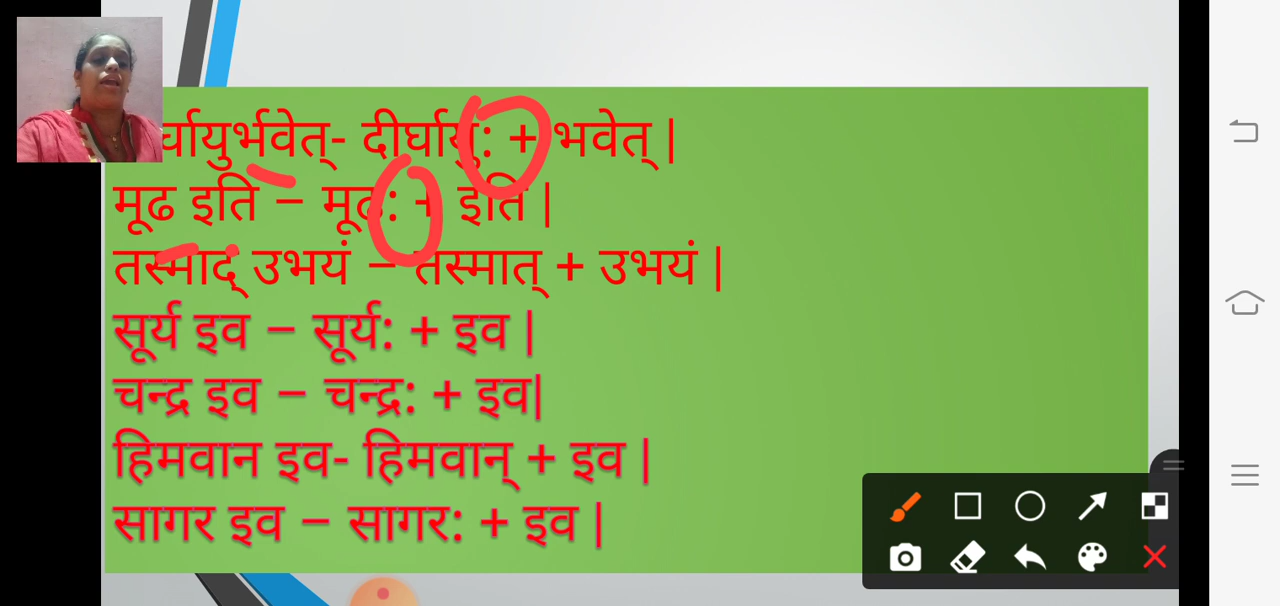 र्चायुर्भवेत्- दीर्घायु: + भवेत् |
मूढ इति – मूढ: + इति |
तस्माद् उभयं – तस्मात् + उभयं |
सूर्य इव – सूर्य: + इव |
चन्द्र इव – चन्द्र: + इव|
हिमवान इव- हिमवान् + इव |
सागर इव – सागर: + इव |